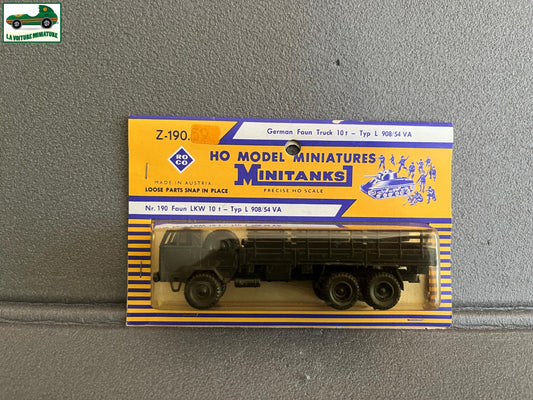 LA VOITURE MINIATURE
Z-190.
German Faun Truck 10 t – Typ L 908/54 VA
RO
CO
HO MODEL MINIATURES
MINITANKS
MADE IN AUSTRIA
PRECISE HO SCALE
LOOSE PARTS SNAP IN PLACE
Nr. 190 Faun LKW 10 t – Typ L 908/54 VA